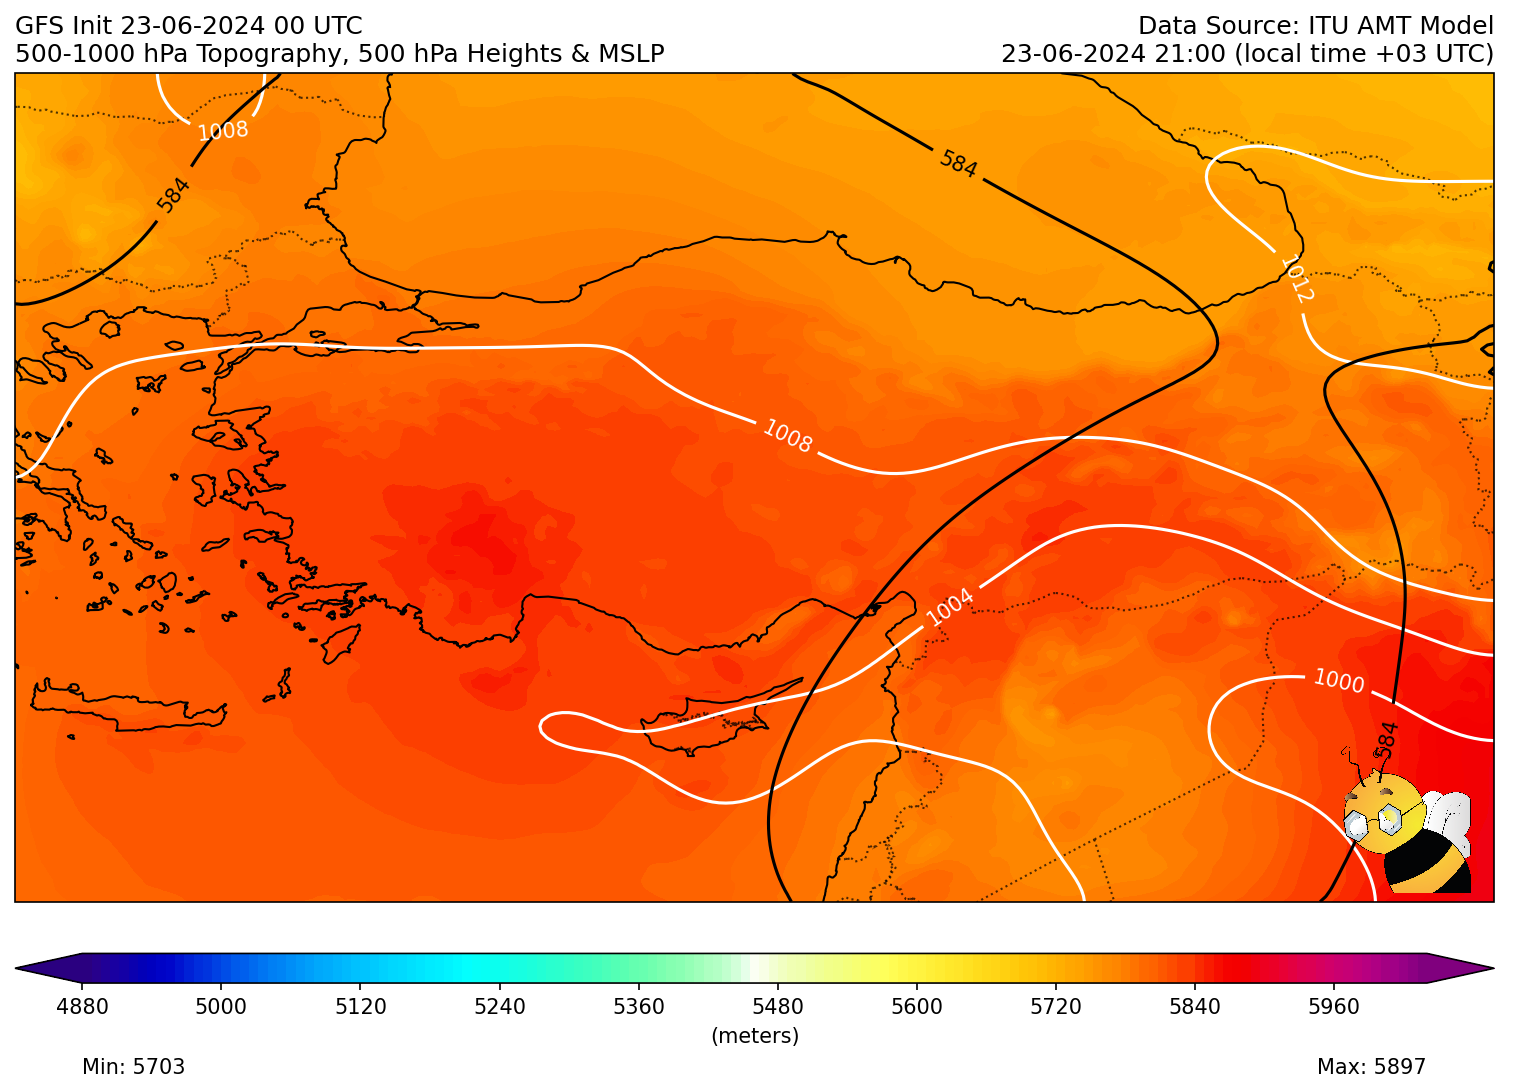 GFS Init 23-06-2024 00 UTC
Data Source: ITU AMT Model
500-1000 hPa Topography, 500 hPa Heights & MSLP
23-06-2024 21:00 (local time +03 UTC)
1008
584
584
1012
1008
1004
1000
584
4880 5000 5120 5240 5360 5480 5600 5720 5840 5960
(meters)
Min: 5703
Max: 5897